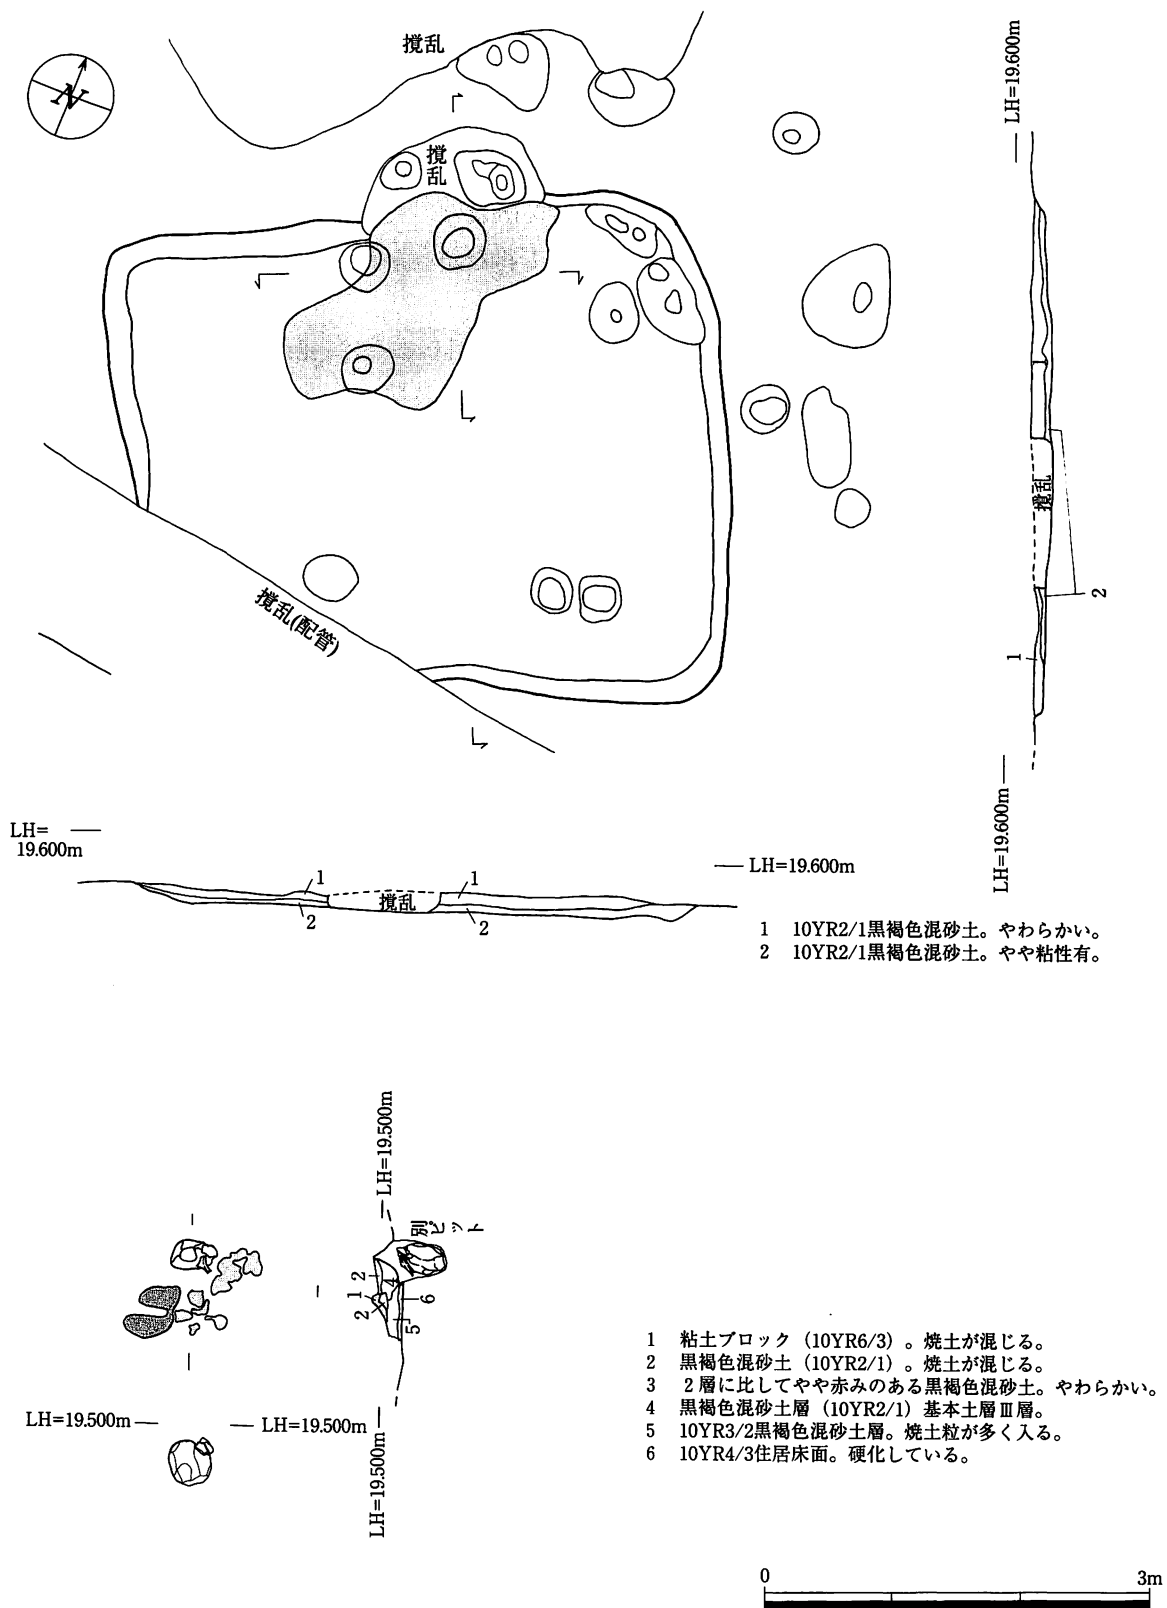 撹乱
N
撹乱
LH=19.600m
撹乱
2
1
LH=19.600m
撹乱(配管)
LH=
19.600m
LH=19.600m
1
撹乱
1
2
2
1 10YR2/1黒褐色混砂土。やわらかい。
2 10YR2/1黒褐色混砂土。やや粘性有。
LH=19.500m
別ピット
2
1
2
4
6
5
LH=19.500m
LH=19.500m
LH=19.500m
1 粘土ブロック（10YR6/3）。焼土が混じる。
2 黒褐色混砂土（10YR2/1）。焼土が混じる。
3 2層に比してやや赤みのある黒褐色混砂土。やわらかい。
4 黒褐色混砂土層（10YR2/1）基本土層Ⅲ層。
5 10YR3/2黒褐色混砂土層。焼土粒が多く入る。
6 10YR4/3住居床面。硬化している。
0 3m